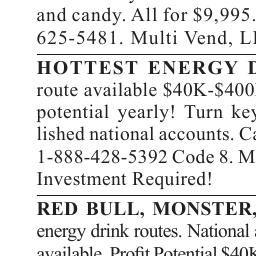 and candy. All for $9,995.
625-5481. Multi Vend, LL
HOTTEST ENERGY D
route available $40K-$400
potential yearly! Turn key
lished national accounts. Ca
1-888-428-5392 Code 8. M
Investment Required!
RED BULL, MONSTER,
energy drink routes. National a
available. Profit Potential $40K